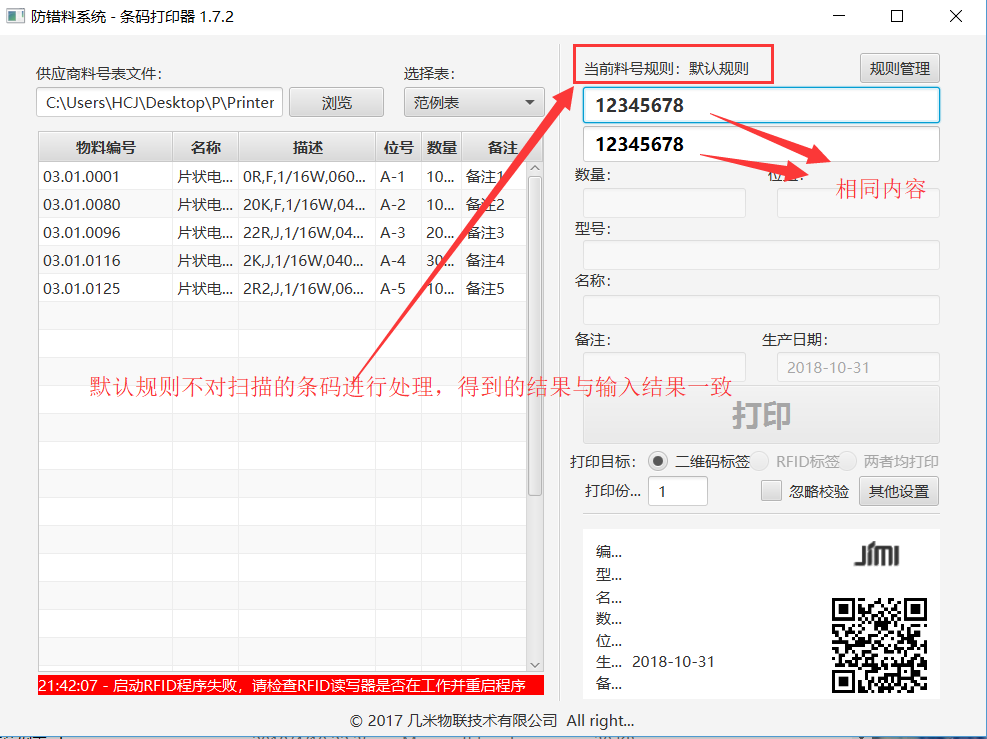 防错料系统 - 条码打印器 1.7.2
供应商料号表文件：
选择表：
C:\Users\HCJ\Desktop\P\Printer
浏览
范例表
物料编号 名称 描述 位号 数量 备注
03.01.0001 片状电... 0R,F,1/16W,060... A-1 10... 备注1
03.01.0080 片状电... 20K,F,1/16W,04... A-2 10... 备注2
03.01.0096 片状电... 22R,J,1/16W,04... A-3 20... 备注3
03.01.0116 片状电... 2K,J,1/16W,040... A-4 30... 备注4
03.01.0125 片状电... 2R2,J,1/16W,06... A-5 10... 备注5
默认规则不对扫描的条码进行处理，得到的结果与输入结果一致
21:42:07 - 启动RFID程序失败，请检查RFID读写器是否在工作并重启程序
当前料号规则：默认规则
规则管理
12345678
12345678
相同内容
数量：
型号：
名称：
备注：
生产日期：
2018-10-31
打印
打印目标： 二维码标签 RFID标签 两者均打印
打印份... 1 忽略校验 其他设置
编...
型...
名...
数...
位...
生... 2018-10-31
备...
JIMI
© 2017 几米物联技术有限公司 All right...